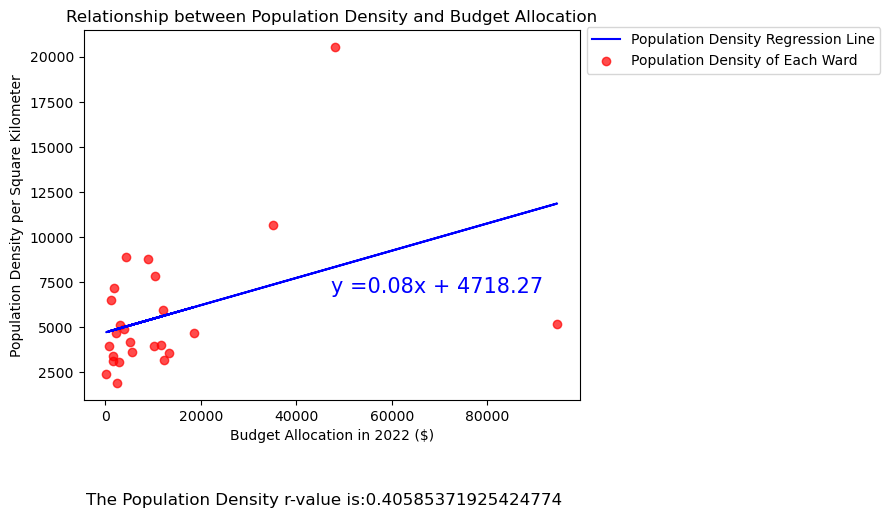 Relationship between Population Density and Budget Allocation
Population Density Regression Line
Population Density of Each Ward
Population Density per Square Kilometer
20000
17500
15000
12500
10000
7500
5000
2500
y =0.08x + 4718.27
0 20000 40000 60000 80000
Budget Allocation in 2022 ($)
The Population Density r-value is:0.40585371925424774